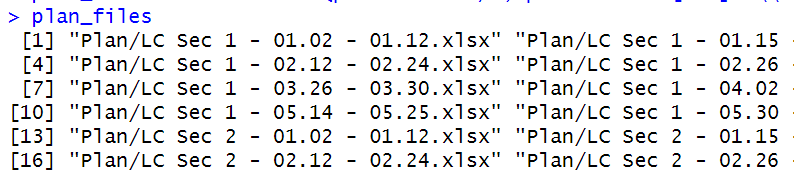 > plan_files
[1] "Plan/LC Sec 1 - 01.02 - 01.12.xlsx" "Plan/LC Sec 1 - 01.15 -
[4] "Plan/LC Sec 1 - 02.12 - 02.24.xlsx" "Plan/LC Sec 1 - 02.26 -
[7] "Plan/LC Sec 1 - 03.26 - 03.30.xlsx" "Plan/LC Sec 1 - 04.02 -
[10] "Plan/LC Sec 1 - 05.14 - 05.25.xlsx" "Plan/LC Sec 1 - 05.30 -
[13] "Plan/LC Sec 2 - 01.02 - 01.12.xlsx" "Plan/LC Sec 2 - 01.15 -
[16] "Plan/LC Sec 2 - 02.12 - 02.24.xlsx" "Plan/LC Sec 2 - 02.26 -